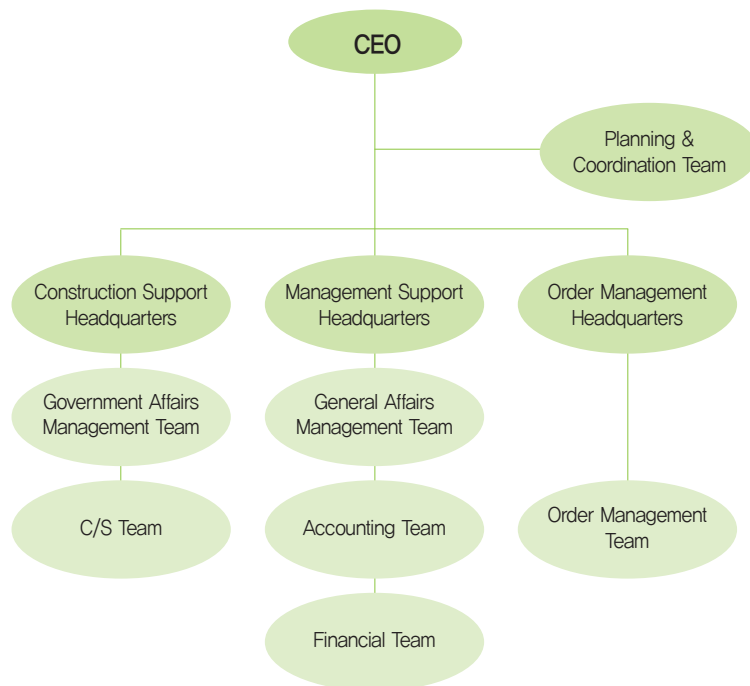 CEO
Planning &
Coordination Team
Construction Support
Headquarters
Management Support
Headquarters
Order Management
Headquarters
Government Affairs
Management Team
General Affairs
Management Team
C/S Team
Accounting Team
Order Management
Team
Financial Team